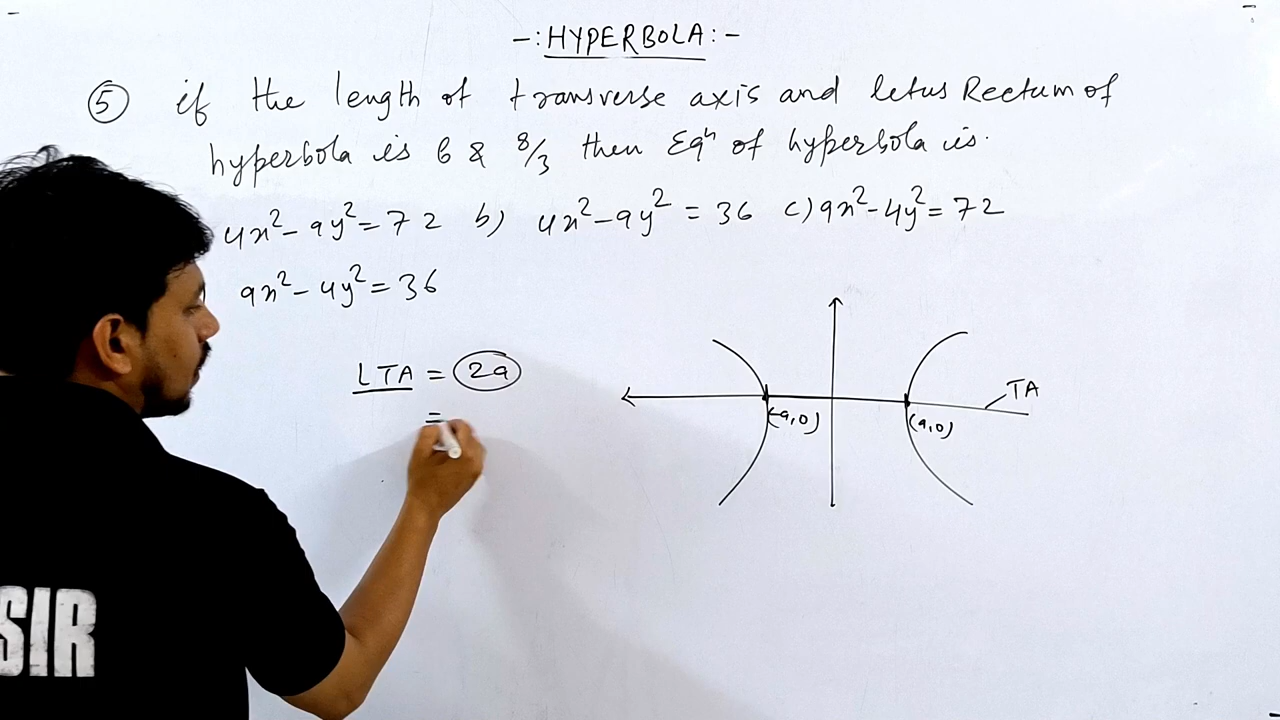 -: HYPERBOLA :-
⑤ if the length of transverse axis and letus Rectum of
hyperbola is 6 & 8/3 then Eqⁿ of hyperbola is.
4x² - 9y² = 72 b) 4x² - 9y² = 36 c) 9x² - 4y² = 72
9x² - 4y² = 36
LTA = 2a
=
TA
(-a,0) (a,0)
SIR